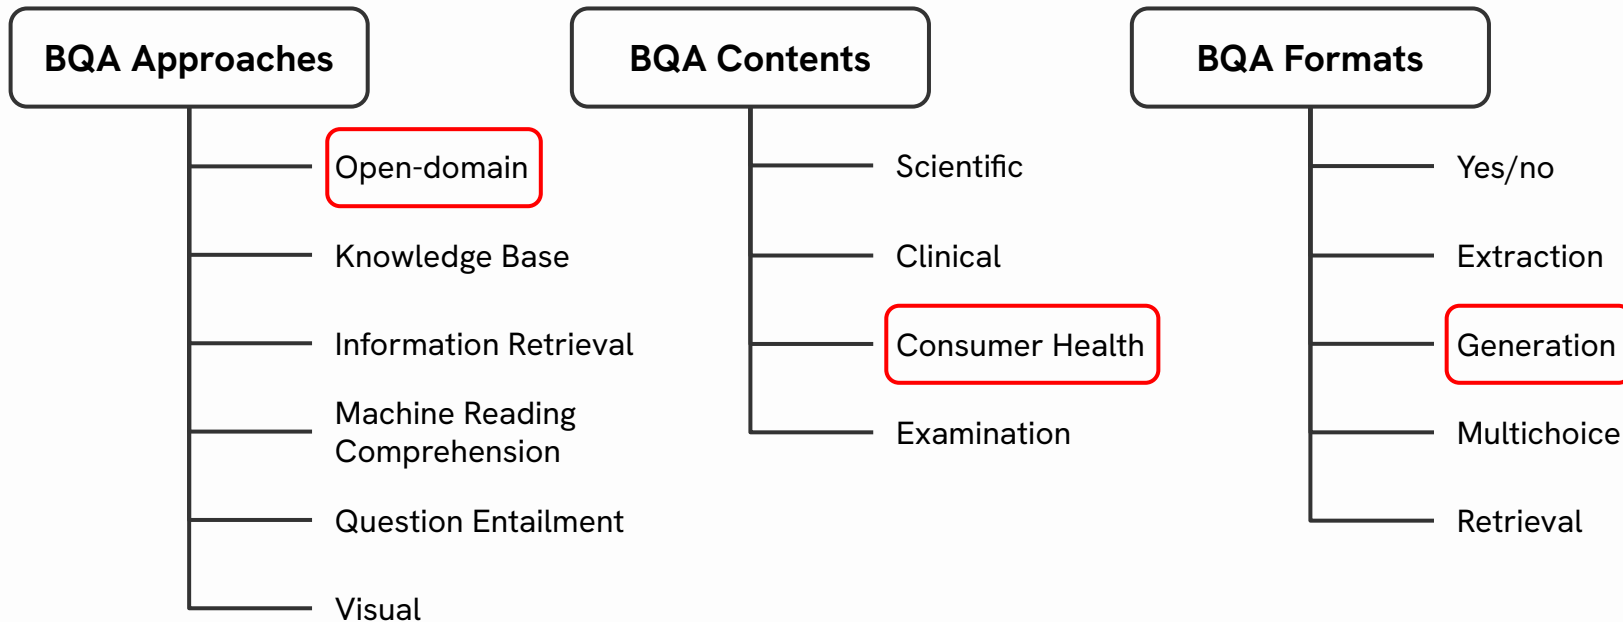 BQA Approaches
Open-domain
Knowledge Base
Information Retrieval
Machine Reading
Comprehension
Question Entailment
Visual
BQA Contents
Scientific
Clinical
Consumer Health
Examination
BQA Formats
Yes/no
Extraction
Generation
Multichoice
Retrieval